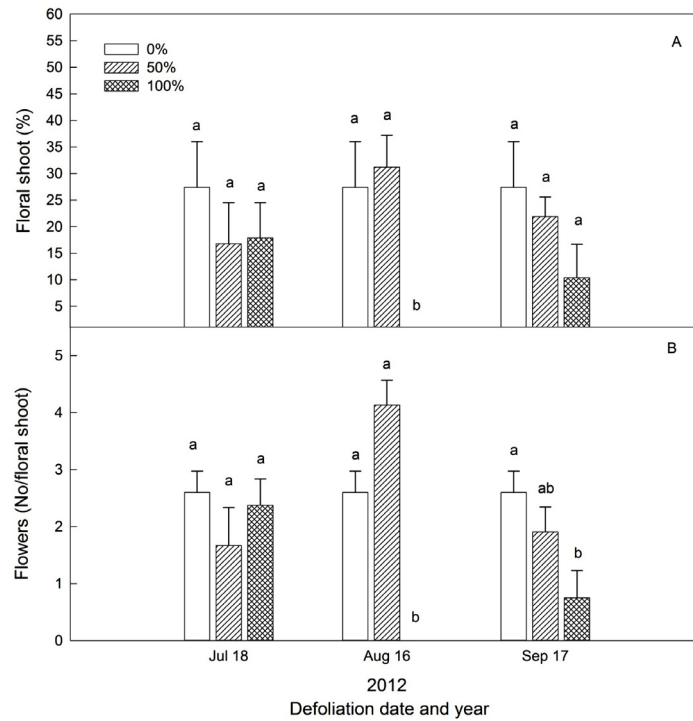 60
55
50
45
40
35
30
25
20
15
10
5
Floral shoot (%)
0%
50%
100%
A
a
a
a
a
a
b
a
a
a
5
4
3
2
1
0
Flowers (No/floral shoot)
B
a
a
a
a
a
b
a
ab
b
Jul 18
Aug 16
Sep 17
2012
Defoliation date and year